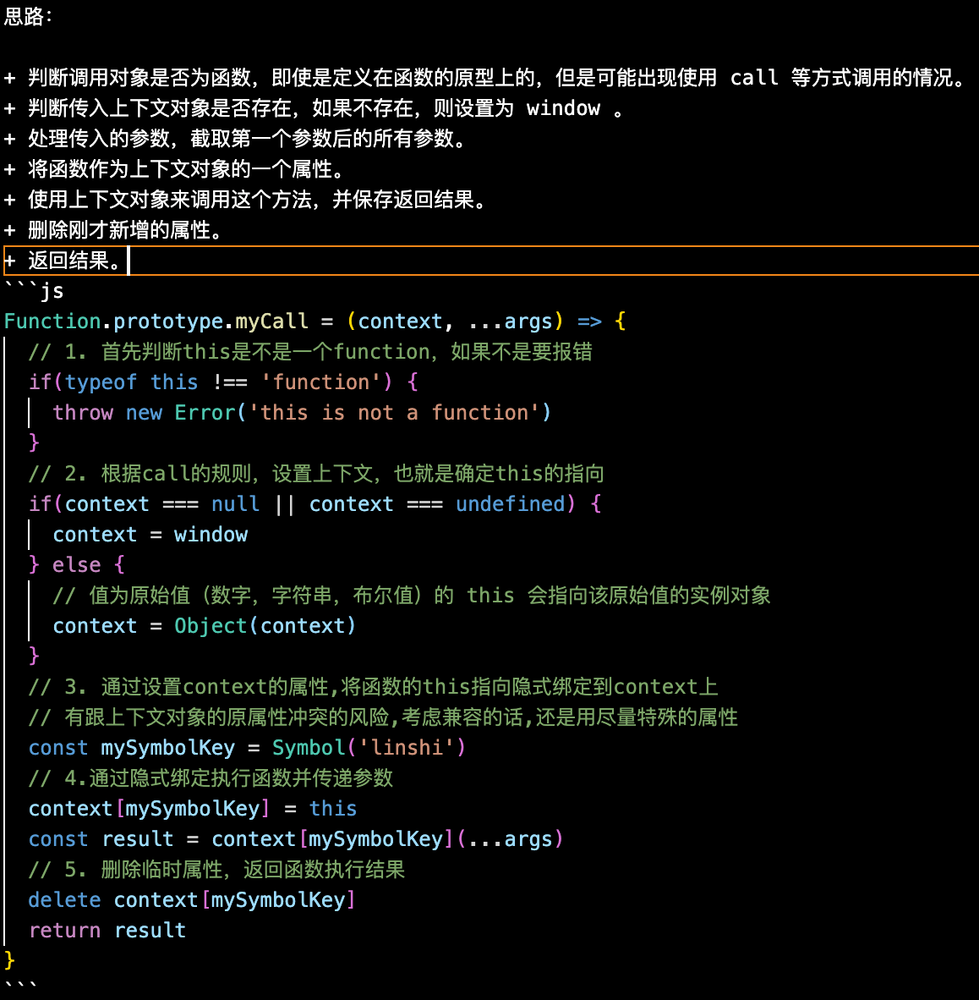 思路：
+ 判断调用对象是否为函数，即使是定义在函数的原型上的，但是可能出现使用 call 等方式调用的情况。
+ 判断传入上下文对象是否存在，如果不存在，则设置为 window 。
+ 处理传入的参数，截取第一个参数后的所有参数。
+ 将函数作为上下文对象的一个属性。
+ 使用上下文对象来调用这个方法，并保存返回结果。
+ 删除刚才新增的属性。
+ 返回结果。
```js
Function.prototype.myCall = (context, ...args) => {
  // 1. 首先判断this是不是一个function，如果不是要报错
  if(typeof this !== 'function') {
    throw new Error('this is not a function')
  }
  // 2. 根据call的规则，设置上下文，也就是确定this的指向
  if(context === null || context === undefined) {
    context = window
  } else {
    // 值为原始值（数字，字符串，布尔值）的 this 会指向该原始值的实例对象
    context = Object(context)
  }
  // 3. 通过设置context的属性,将函数的this指向隐式绑定到context上
  // 有跟上下文对象的原属性冲突的风险,考虑兼容的话,还是用尽量特殊的属性
  const mySymbolKey = Symbol('linshi')
  // 4.通过隐式绑定执行函数并传递参数
  context[mySymbolKey] = this
  const result = context[mySymbolKey](...args)
  // 5. 删除临时属性，返回函数执行结果
  delete context[mySymbolKey]
  return result
}
```